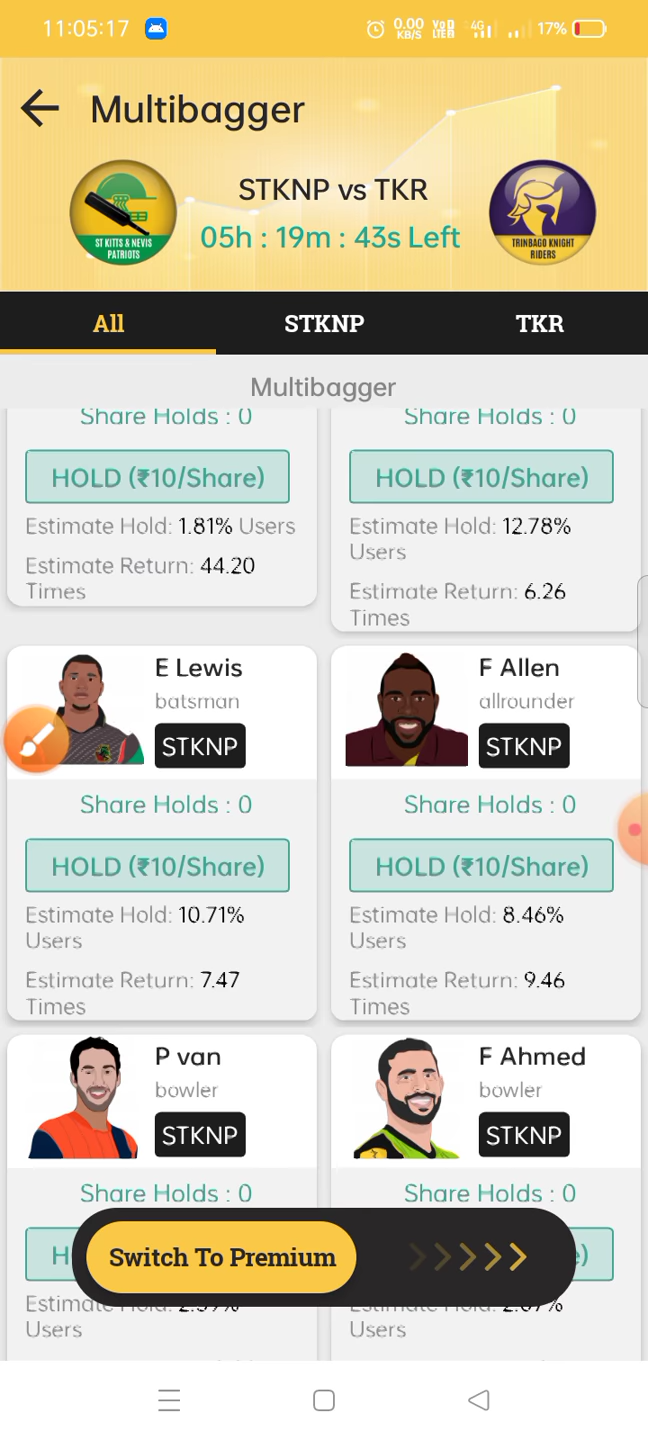 11:05:17 0.00 KB/S VoD LTED 4G 17%
Multibagger
STKNP vs TKR
05h : 19m : 43s Left
ST KITTS & NEVIS
PATRIOTS
TRINBAGO KNIGHT
RIDERS
All STKNP TKR
Multibagger
Share Holds : 0
HOLD (₹10/Share)
Estimate Hold: 1.81% Users
Estimate Return: 44.20
Times
Share Holds : 0
HOLD (₹10/Share)
Estimate Hold: 12.78%
Users
Estimate Return: 6.26
Times
E Lewis
batsman
STKNP
Share Holds : 0
HOLD (₹10/Share)
Estimate Hold: 10.71%
Users
Estimate Return: 7.47
Times
F Allen
allrounder
STKNP
Share Holds : 0
HOLD (₹10/Share)
Estimate Hold: 8.46%
Users
Estimate Return: 9.46
Times
P van
bowler
STKNP
Share Holds : 0
Users
F Ahmed
bowler
STKNP
Share Holds : 0
Users
Switch To Premium